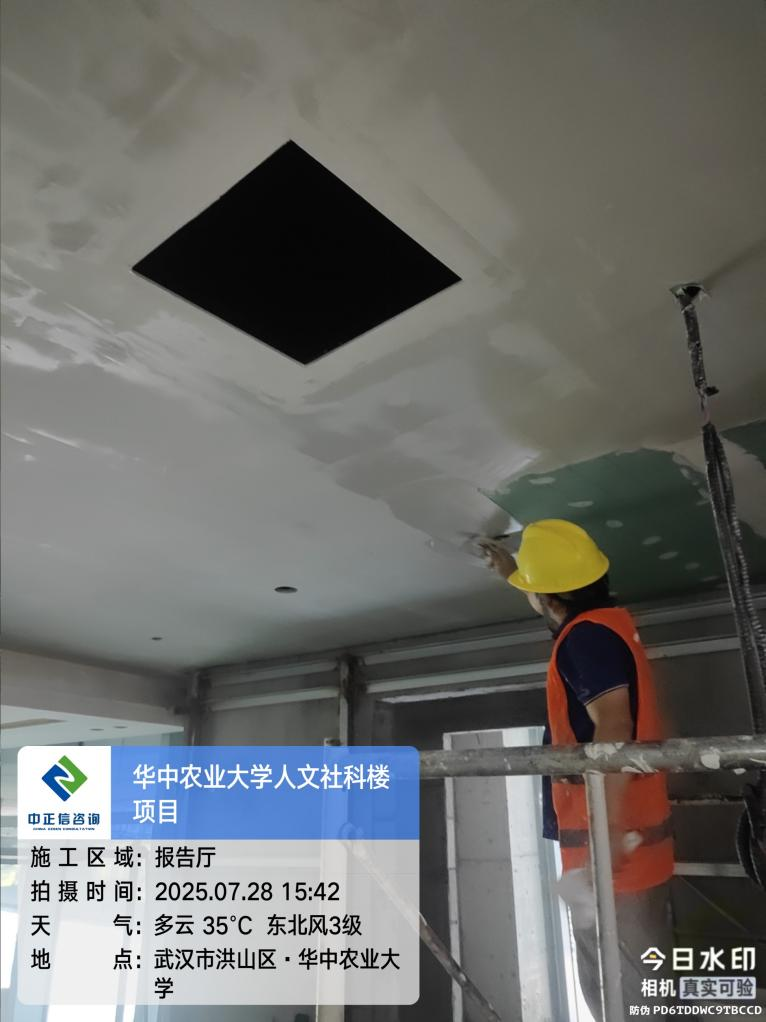 华中农业大学人文社科楼
项目
中正信咨询
CHINA ZENXIN CONSULTATION
施工区域：报告厅
拍摄时间：2025.07.28 15:42
天气：多云 35°C 东北风3级
地点：武汉市洪山区·华中农业大
学
今日水印
相机 真实可验
防伪 PD6TDDWC9TBCCD